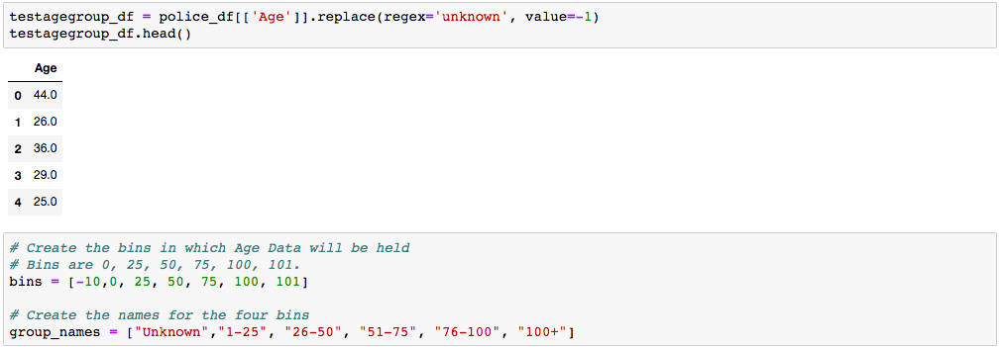 testagegroup_df = police_df[['Age']].replace(regex='unknown', value=-1)
testagegroup_df.head()
Age
0 44.0
1 26.0
2 36.0
3 29.0
4 25.0
# Create the bins in which Age Data will be held
# Bins are 0, 25, 50, 75, 100, 101.
bins = [-10,0, 25, 50, 75, 100, 101]
# Create the names for the four bins
group_names = ["Unknown","1-25", "26-50", "51-75", "76-100", "100+"]